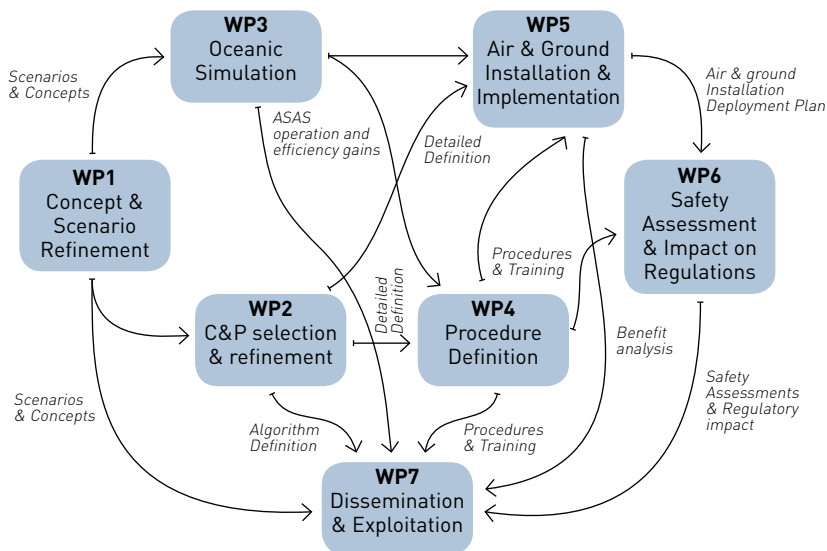 WP3
Oceanic
Simulation
WP5
Air & Ground
Installation &
Implementation
Scenarios
& Concepts
Air & ground
Installation
Deployment Plan
ASAS
operation and
efficiency gains
Detailed
Definition
WP1
Concept &
Scenario
Refinement
WP6
Safety
Assessment
& Impact on
Regulations
Procedures
& Training
WP2
C&P selection
& refinement
Detailed
Definition
WP4
Procedure
Definition
Benefit
analysis
Scenarios
& Concepts
Algorithm
Definition
Procedures
& Training
Safety
Assessments
& Regulatory
impact
WP7
Dissemination
& Exploitation